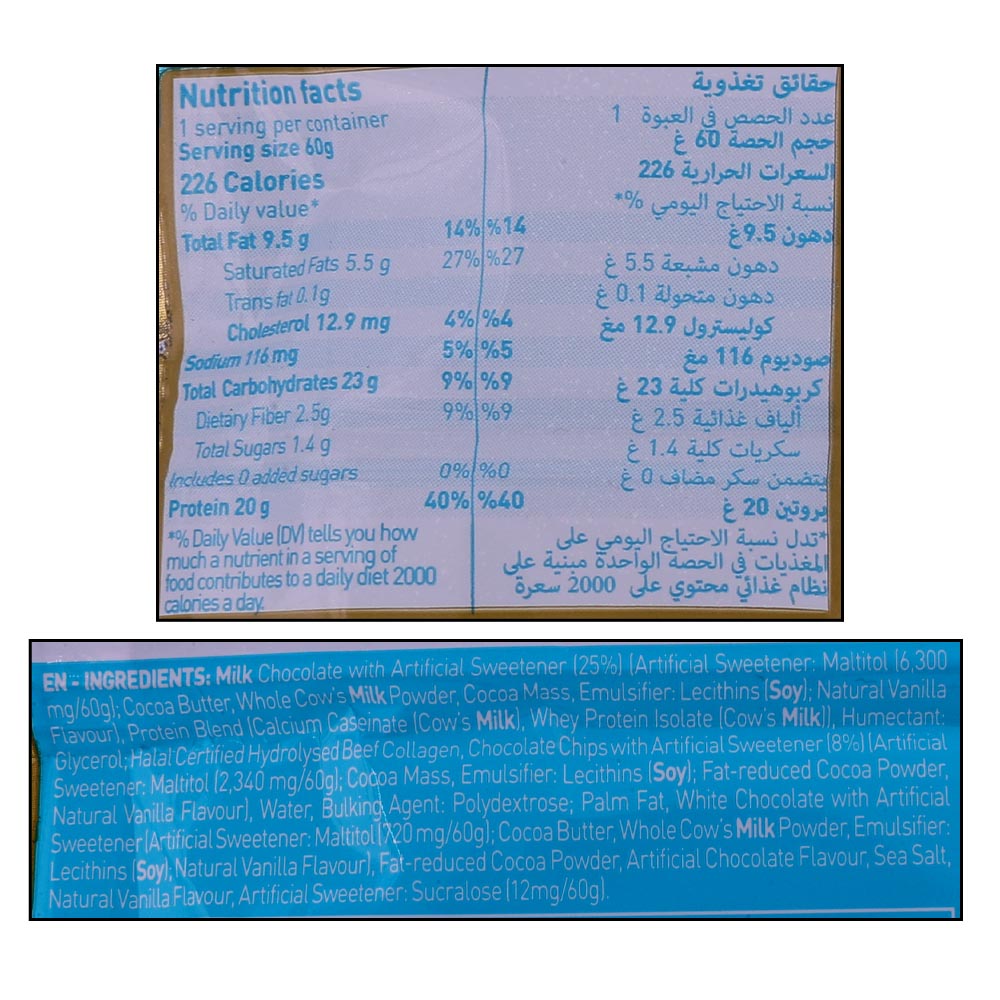 Nutrition facts
1 serving per container
Serving size 60g
226 Calories
% Daily value*
Total Fat 9.5 g 14%
Saturated Fats 5.5 g 27%
Trans fat 0.1g
Cholesterol 12.9 mg 4%
Sodium 116 mg 5%
Total Carbohydrates 23 g 9%
Dietary Fiber 2.5g 9%
Total Sugars 1.4 g
Includes 0 added sugars 0%
Protein 20 g 40%
*% Daily Value (DV) tells you how
much a nutrient in a serving of
food contributes to a daily diet 2000
calories a day.
حقائق تغذوية
عدد الحصص في العبوة 1
حجم الحصة 60 غ
السعرات الحرارية 226
نسبة الاحتياج اليومي %*
دهون 9.5غ %14
دهون مشبعة 5.5 غ %27
دهون متحولة 0.1 غ
كوليسترول 12.9 مغ %4
صوديوم 116 مغ %5
كربوهيدرات كلية 23 غ %9
ألياف غذائية 2.5 غ %9
سكريات كلية 1.4 غ
يتضمن سكر مضاف 0 غ %0
بروتين 20 غ %40
*تدل نسبة الاحتياج اليومي على
المغذيات في الحصة الواحدة مبنية على
نظام غذائي محتوي على 2000 سعرة
EN - INGREDIENTS: Milk Chocolate with Artificial Sweetener (25%) (Artificial Sweetener: Maltitol (6,300
mg/60g); Cocoa Butter, Whole Cow's Milk Powder, Cocoa Mass, Emulsifier: Lecithins (Soy); Natural Vanilla
Flavour), Protein Blend (Calcium Caseinate (Cow's Milk), Whey Protein Isolate (Cow's Milk)), Humectant:
Glycerol; Halal Certified Hydrolysed Beef Collagen, Chocolate Chips with Artificial Sweetener (8%) (Artificial
Sweetener: Maltitol (2,340 mg/60g); Cocoa Mass, Emulsifier: Lecithins (Soy); Fat-reduced Cocoa Powder,
Natural Vanilla Flavour), Water, Bulking Agent: Polydextrose; Palm Fat, White Chocolate with Artificial
Sweetener (Artificial Sweetener: Maltitol (720 mg/60g); Cocoa Butter, Whole Cow's Milk Powder, Emulsifier:
Lecithins (Soy); Natural Vanilla Flavour), Fat-reduced Cocoa Powder, Artificial Chocolate Flavour, Sea Salt,
Natural Vanilla Flavour, Artificial Sweetener: Sucralose (12mg/60g).